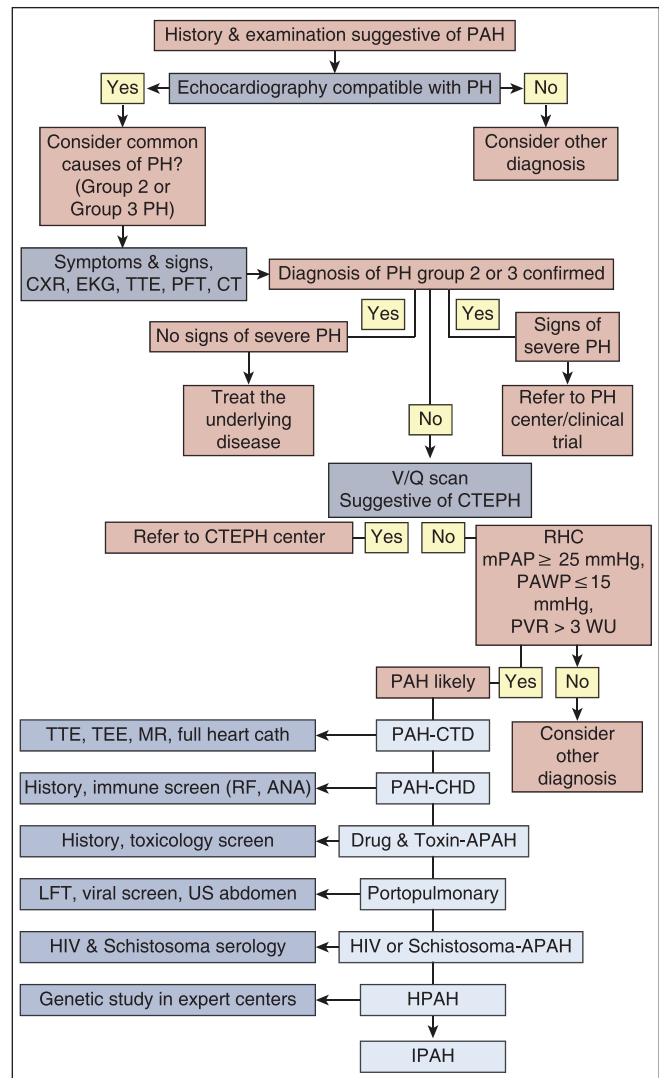 History & examination suggestive of PAH
Yes
Echocardiography compatible with PH
No
Consider common
causes of PH?
(Group 2 or
Group 3 PH)
Consider other
diagnosis
Symptoms & signs,
CXR, EKG, TTE, PFT, CT
Diagnosis of PH group 2 or 3 confirmed
Yes
Yes
No signs of severe PH
Signs of
severe PH
Treat the
underlying
disease
Refer to PH
center/clinical
trial
No
V/Q scan
Suggestive of CTEPH
Refer to CTEPH center
Yes
No
RHC
mPAP ≥ 25 mmHg,
PAWP ≤ 15
mmHg,
PVR > 3 WU
PAH likely
Yes
No
Consider
other
diagnosis
TTE, TEE, MR, full heart cath
PAH-CTD
History, immune screen (RF, ANA)
PAH-CHD
History, toxicology screen
Drug & Toxin-APAH
LFT, viral screen, US abdomen
Portopulmonary
HIV & Schistosoma serology
HIV or Schistosoma-APAH
Genetic study in expert centers
HPAH
IPAH